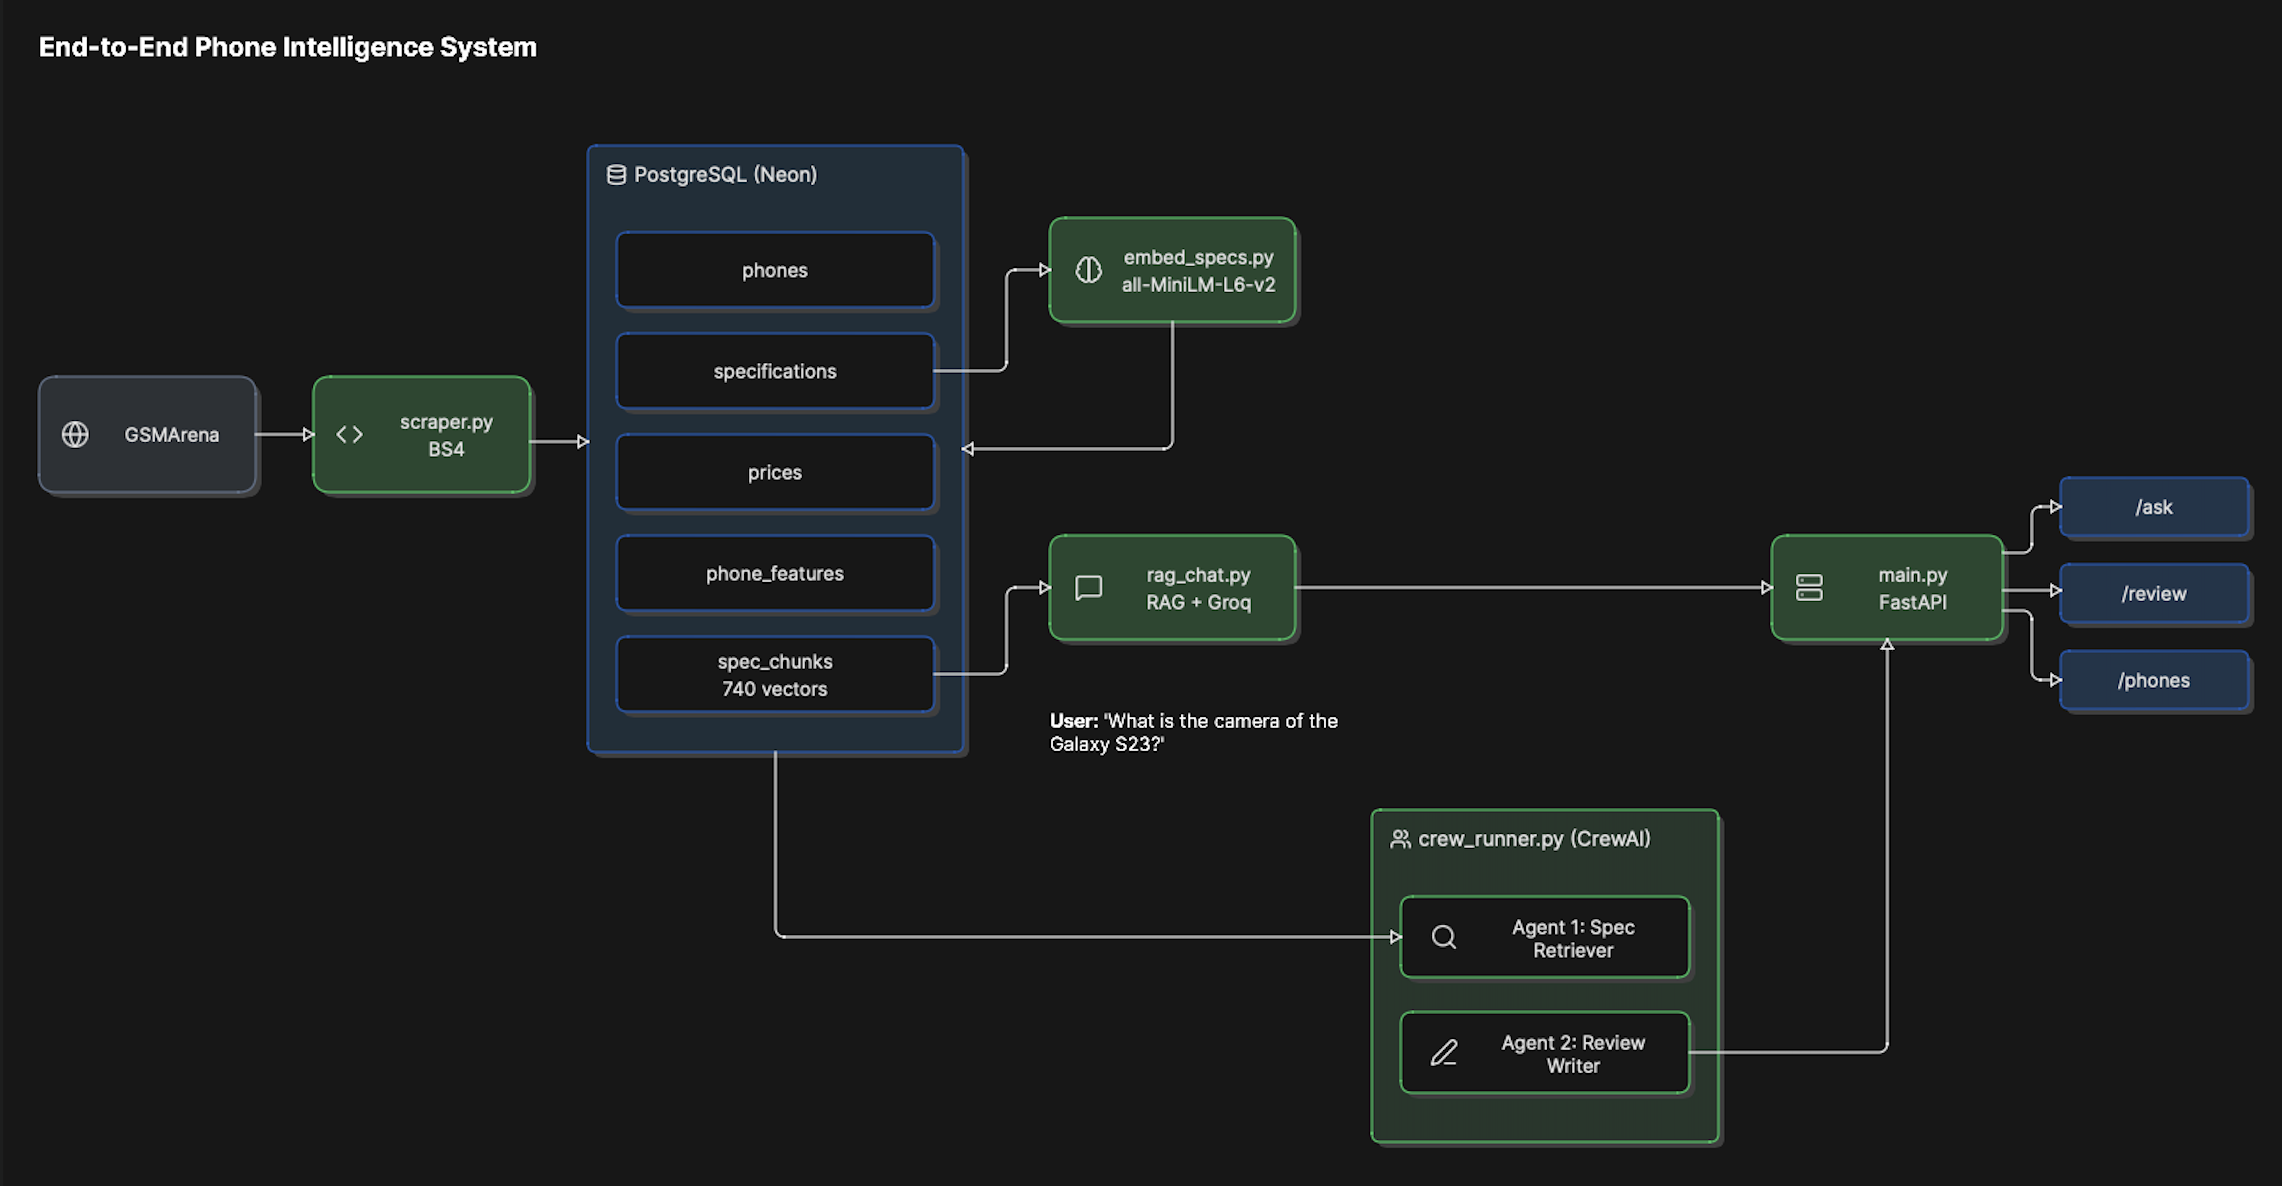 End-to-End Phone Intelligence System
PostgreSQL (Neon)
phones
specifications
prices
phone_features
spec_chunks
740 vectors
GSMArena
scraper.py
BS4
embed_specs.py
all-MiniLM-L6-v2
rag_chat.py
RAG + Groq
User: 'What is the camera of the
Galaxy S23?'
crew_runner.py (CrewAI)
Agent 1: Spec
Retriever
Agent 2: Review
Writer
main.py
FastAPI
/ask
/review
/phones